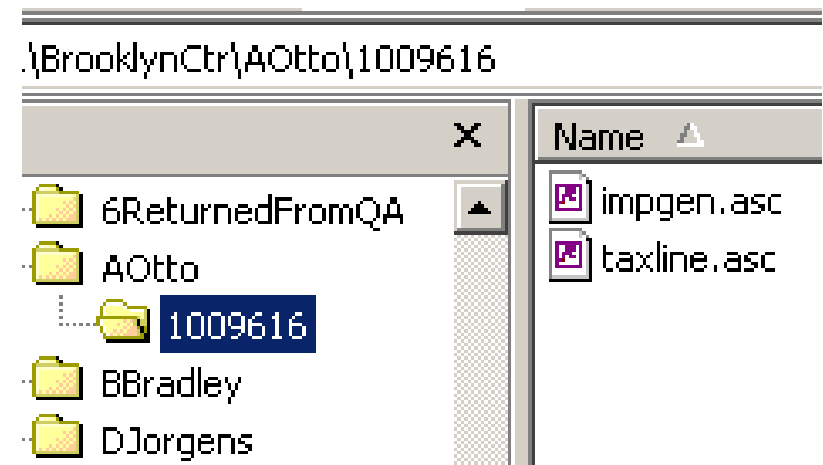 .\BrooklynCtr\AOtto\1009616
Name
6ReturnedFromQA
AOtto
1009616
BBradley
DJorgens
impgen.asc
taxline.asc